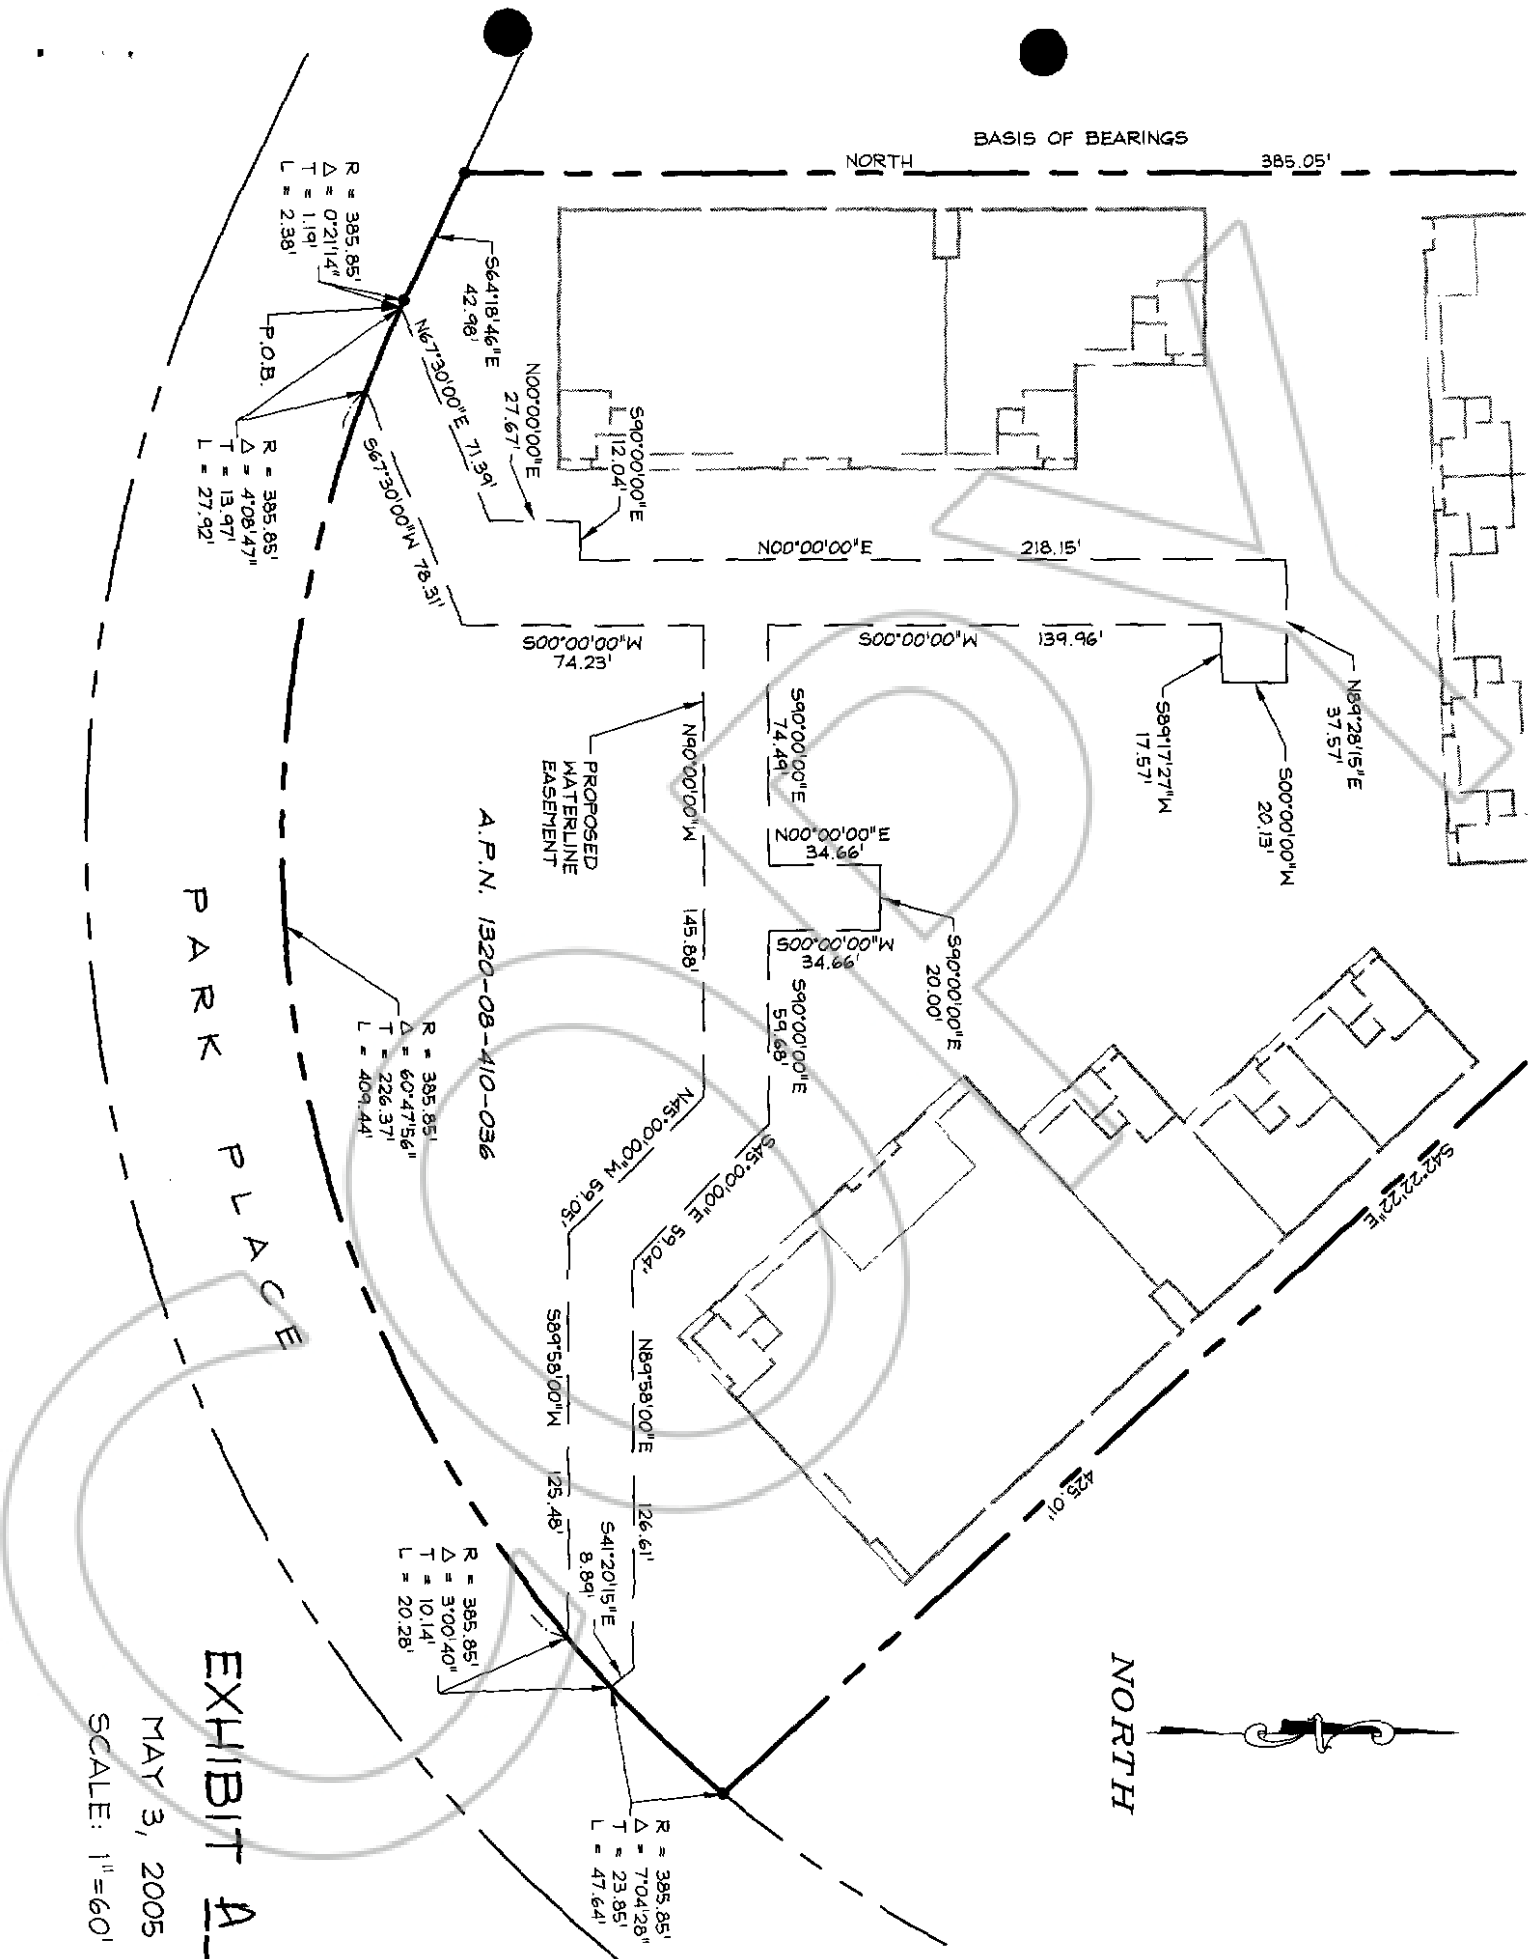 BASIS OF BEARINGS
NORTH
385.05'
R = 385.85'
Δ = 0°21'14"
T = 1.19'
L = 2.38'
S64°18'46"E
42.98'
P.O.B.
R = 385.85'
Δ = 4°08'47"
T = 13.97'
L = 27.92'
N67°30'00"E 71.39'
N00°00'00"E
27.67'
S90°00'00"E
12.04'
S67°30'00"W 78.31'
N00°00'00"E 218.15'
S00°00'00"W
74.23'
S00°00'00"W 139.96'
N89°28'15"E
37.57'
S89°17'27"W
17.57'
S00°00'00"W
20.13'
PROPOSED
WATERLINE
EASEMENT
N90°00'00"W 145.88'
S90°00'00"E
74.49'
N00°00'00"E
34.66'
S90°00'00"E
20.00'
S00°00'00"W
34.66'
S90°00'00"E
59.68'
A.P.N. 1320-08-410-036
R = 385.85'
Δ = 60°47'56"
T = 226.37'
L = 409.44'
PARK PLACE
N45°00'00"W 59.05'
S45°00'00"E 59.04'
S89°58'00"W 125.48'
N89°58'00"E 126.61'
S41°20'15"E
8.89'
S42°22'22"E
425.01'
R = 385.85'
Δ = 3°00'40"
T = 10.14'
L = 20.28'
R = 385.85'
Δ = 7°04'28"
T = 23.85'
L = 47.64'
NORTH
EXHIBIT A
MAY 3, 2005
SCALE: 1"=60'
COPY